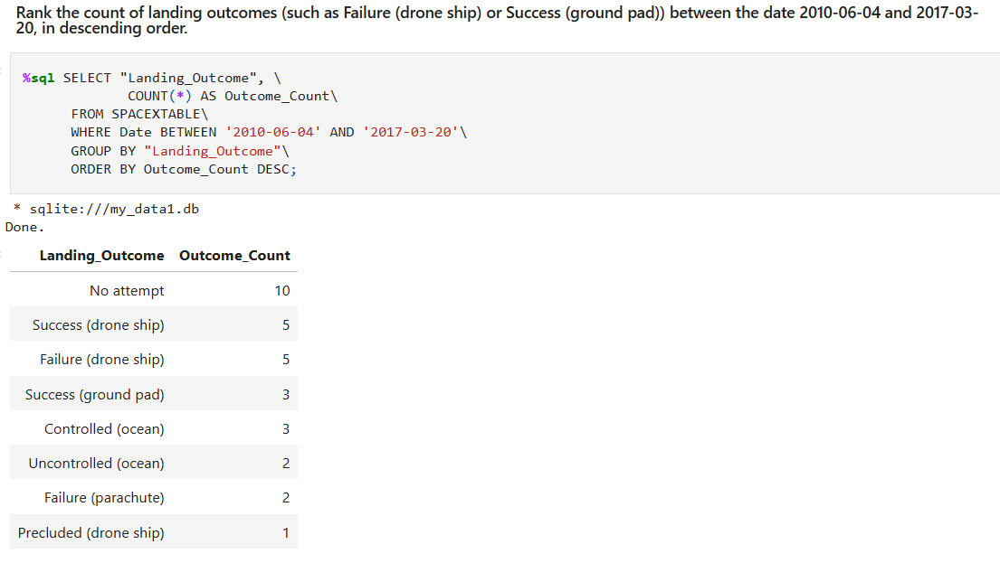 Rank the count of landing outcomes (such as Failure (drone ship) or Success (ground pad)) between the date 2010-06-04 and 2017-03-
20, in descending order.
%sql SELECT "Landing_Outcome", \
COUNT(*) AS Outcome_Count\
FROM SPACEXTABLE\
WHERE Date BETWEEN '2010-06-04' AND '2017-03-20'\
GROUP BY "Landing_Outcome"\
ORDER BY Outcome_Count DESC;
* sqlite:///my_data1.db
Done.
Landing_Outcome Outcome_Count
No attempt 10
Success (drone ship) 5
Failure (drone ship) 5
Success (ground pad) 3
Controlled (ocean) 3
Uncontrolled (ocean) 2
Failure (parachute) 2
Precluded (drone ship) 1